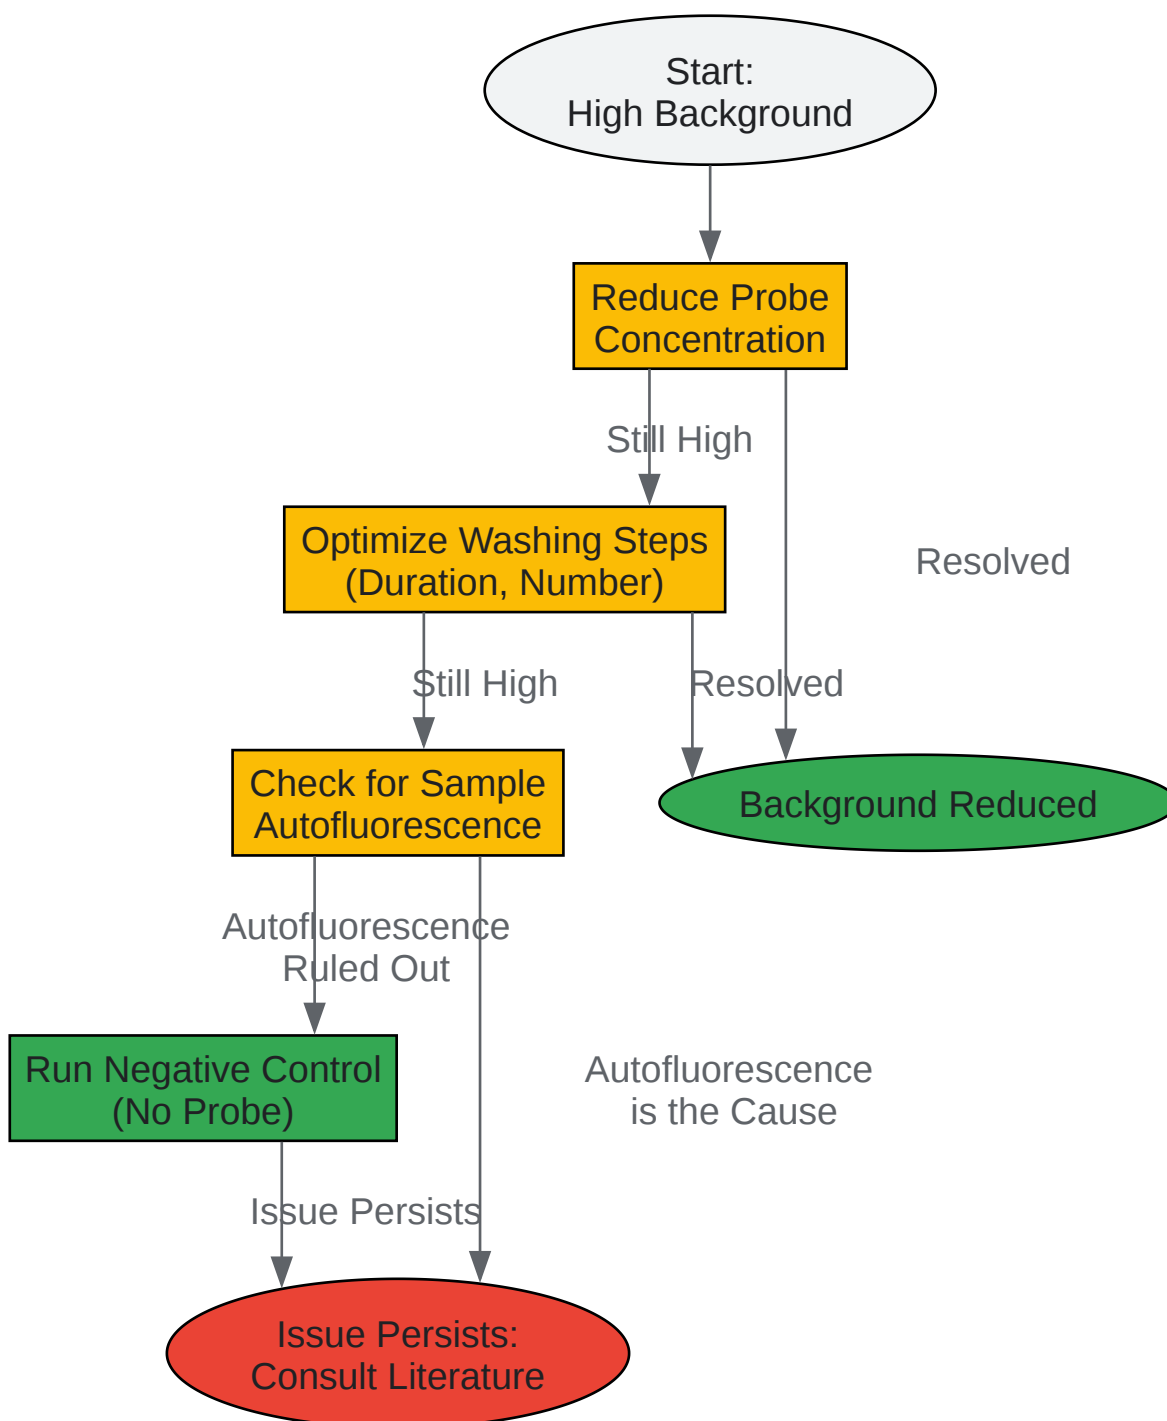 Start:
High Background
Reduce Probe
Concentration
Still High
Optimize Washing Steps
(Duration, Number)
Resolved
Still High
Resolved
Check for Sample
Autofluorescence
Background Reduced
Autofluorescence
Ruled Out
Run Negative Control
(No Probe)
Autofluorescence
is the Cause
Issue Persists
Issue Persists:
Consult Literature